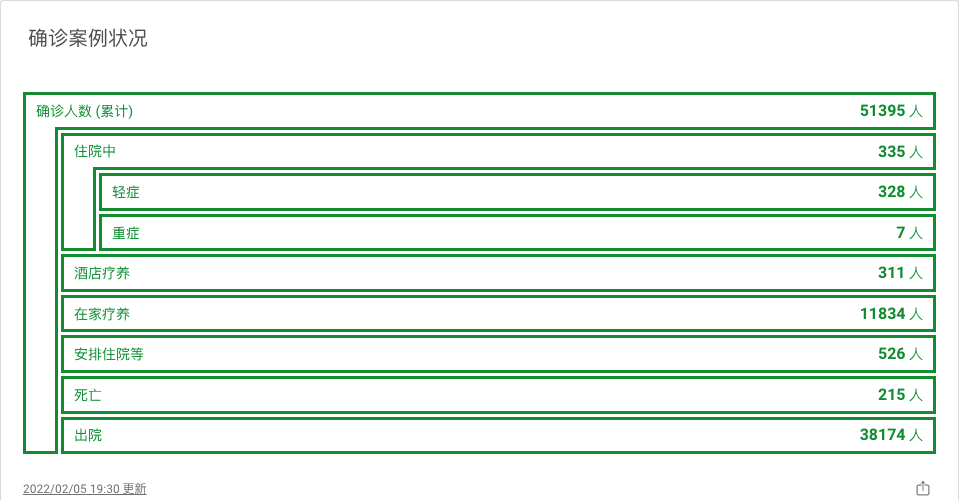 确诊案例状况
确诊人数 (累计) 51395 人
住院中 335 人
轻症 328 人
重症 7 人
酒店疗养 311 人
在家疗养 11834 人
安排住院等 526 人
死亡 215 人
出院 38174 人
2022/02/05 19:30 更新